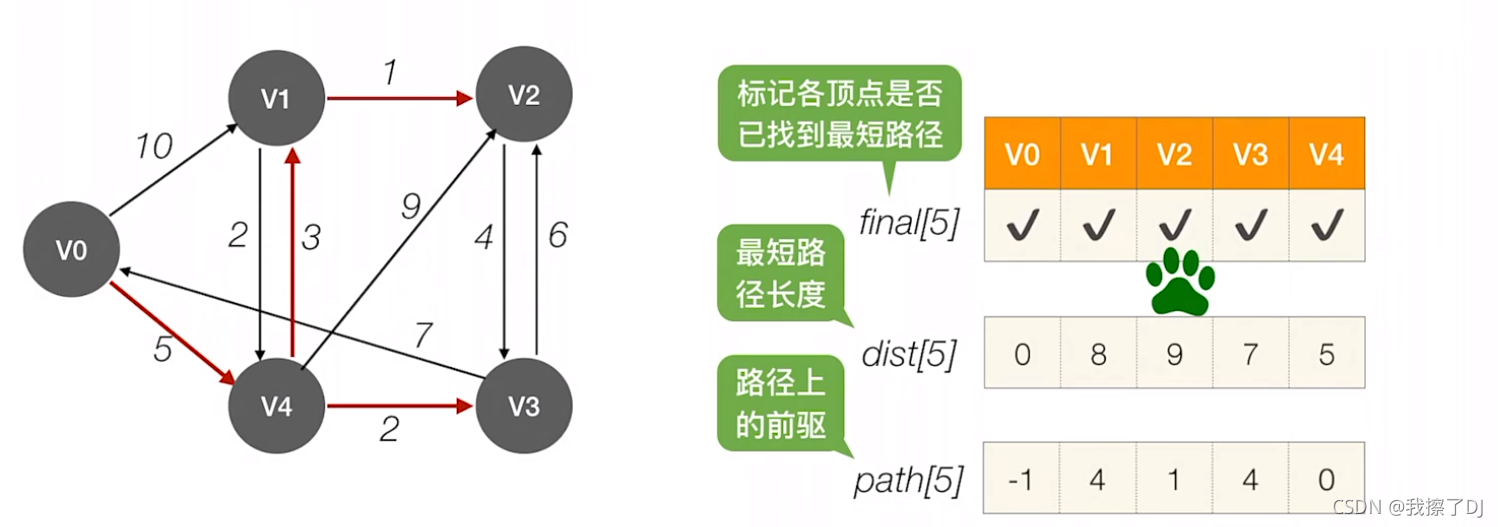 V1
1
V2
10
2
3
9
4
6
V0
5
7
V4
2
V3
标记各顶点是否
已找到最短路径
V0 V1 V2 V3 V4
final[5] ✓ ✓ ✓ ✓ ✓
最短路
径长度
dist[5] 0 8 9 7 5
路径上
的前驱
path[5] -1 4 1 4 0
CSDN @我擦了DJ